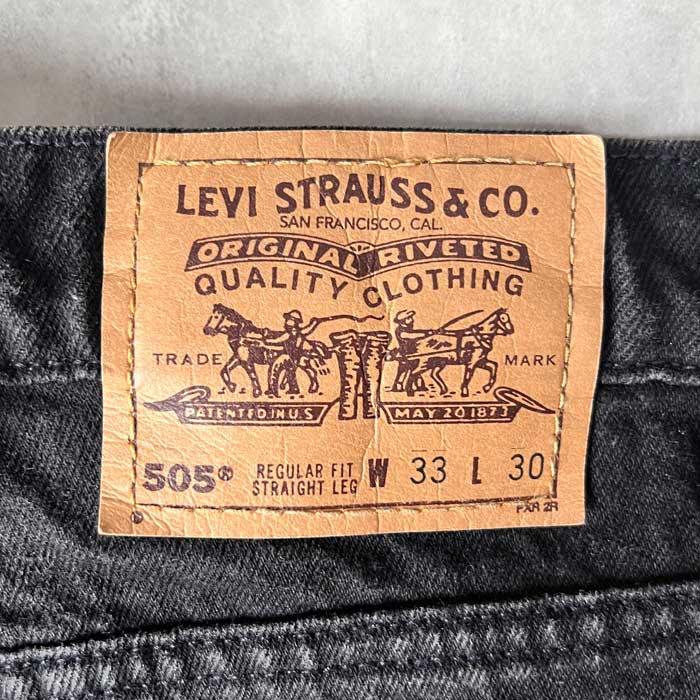 LEVI STRAUSS & CO.
SAN FRANCISCO, CAL.
ORIGINAL RIVETED
QUALITY CLOTHING
TRADE MARK
PATENTED IN U.S. MAY 20 1873
505® REGULAR FIT W 33 L 30
STRAIGHT LEG